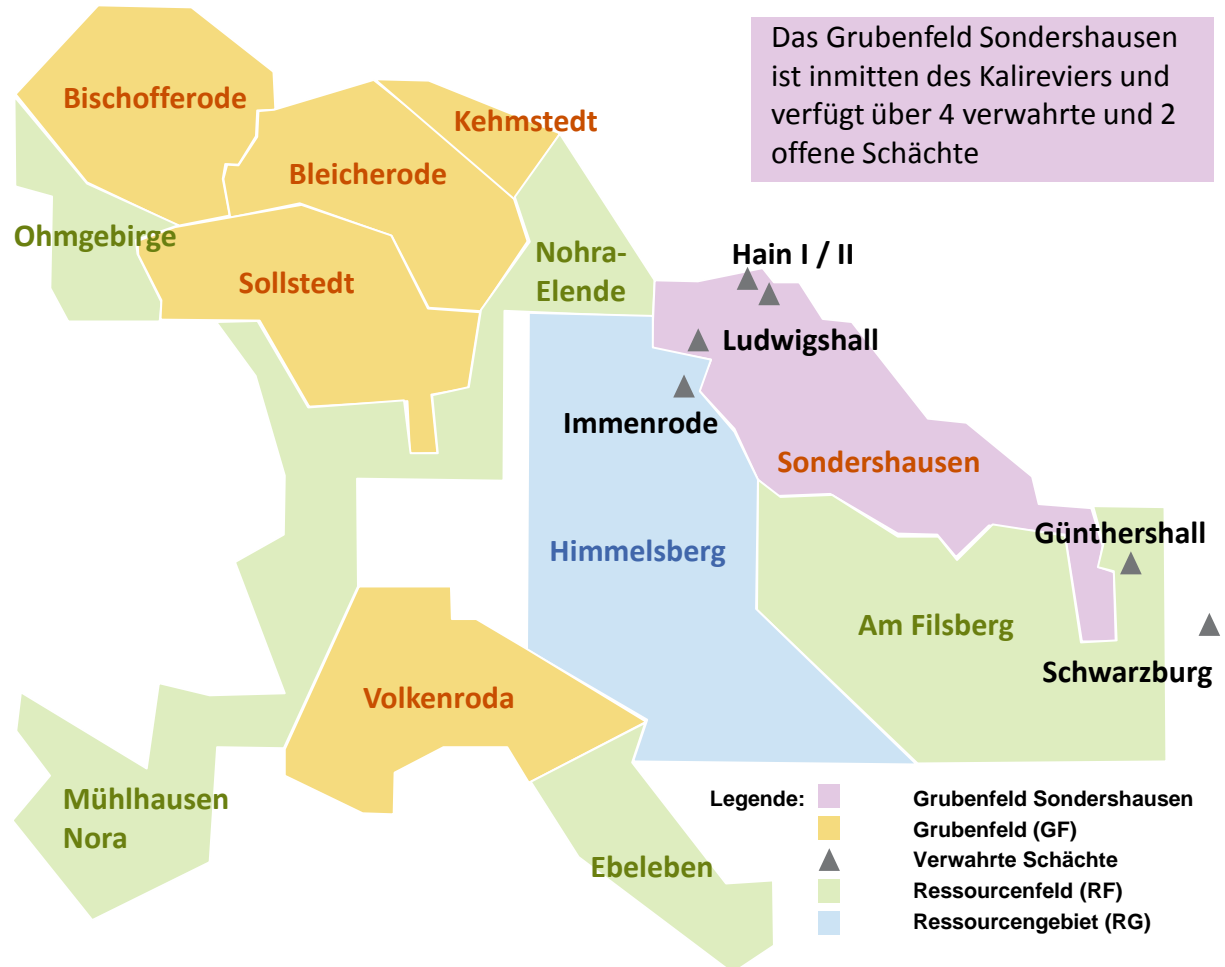 Das Grubenfeld Sondershausen
ist inmitten des Kalireviers und
verfügt über 4 verwahrte und 2
offene Schächte
Bischofferode
Kehmstedt
Bleicherode
Ohmgebirge
Sollstedt
Nohra-
Elende
Hain I / II
Ludwigshall
Immenrode
Sondershausen
Günthershall
Himmelsberg
Am Filsberg
Schwarzburg
Volkenroda
Mühlhausen
Nora
Ebeleben
Legende:
Grubenfeld Sondershausen
Grubenfeld (GF)
Verwahrte Schächte
Ressourcenfeld (RF)
Ressourcengebiet (RG)